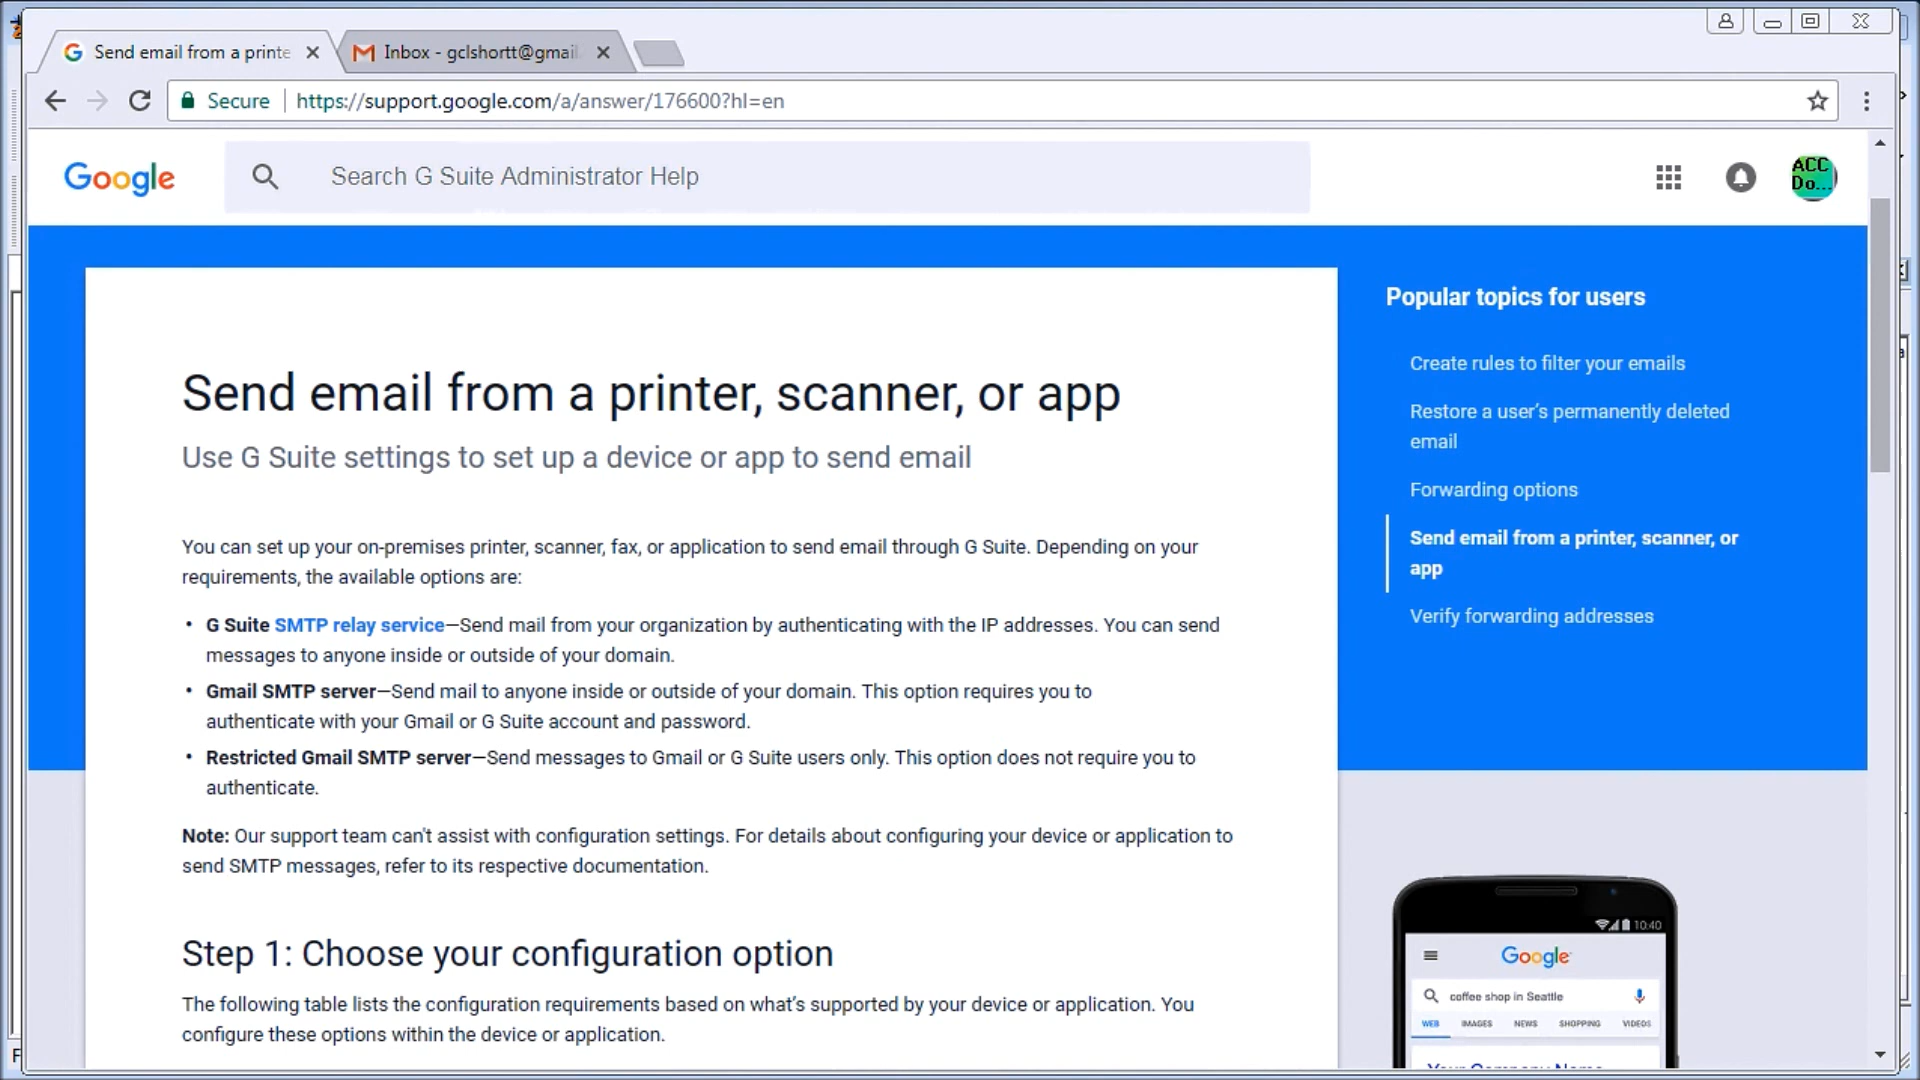 Send email from a printe
Inbox - gclshortt@gmail.
Secure
https://support.google.com/a/answer/176600?hl=en
Google
Search G Suite Administrator Help
ACC
Do...
Popular topics for users
Create rules to filter your emails
Restore a user's permanently deleted
email
Forwarding options
Send email from a printer, scanner, or
app
Verify forwarding addresses
Send email from a printer, scanner, or app
Use G Suite settings to set up a device or app to send email
You can set up your on-premises printer, scanner, fax, or application to send email through G Suite. Depending on your
requirements, the available options are:
• G Suite SMTP relay service—Send mail from your organization by authenticating with the IP addresses. You can send
messages to anyone inside or outside of your domain.
• Gmail SMTP server—Send mail to anyone inside or outside of your domain. This option requires you to
authenticate with your Gmail or G Suite account and password.
• Restricted Gmail SMTP server—Send messages to Gmail or G Suite users only. This option does not require you to
authenticate.
Note: Our support team can't assist with configuration settings. For details about configuring your device or application to
send SMTP messages, refer to its respective documentation.
Step 1: Choose your configuration option
The following table lists the configuration requirements based on what's supported by your device or application. You
configure these options within the device or application.
10:40
Google
coffee shop in Seattle
WEB IMAGES NEWS SHOPPING VIDEOS
Your Company Name